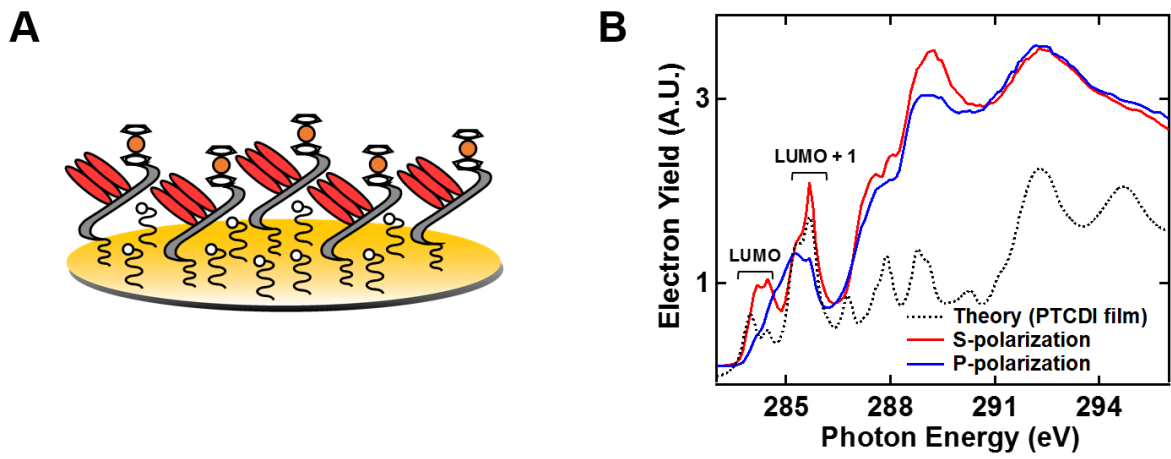 A
B
Electron Yield (A.U.)
3
1
LUMO
LUMO + 1
Theory (PTCDI film)
S-polarization
P-polarization
285
288
291
294
Photon Energy (eV)